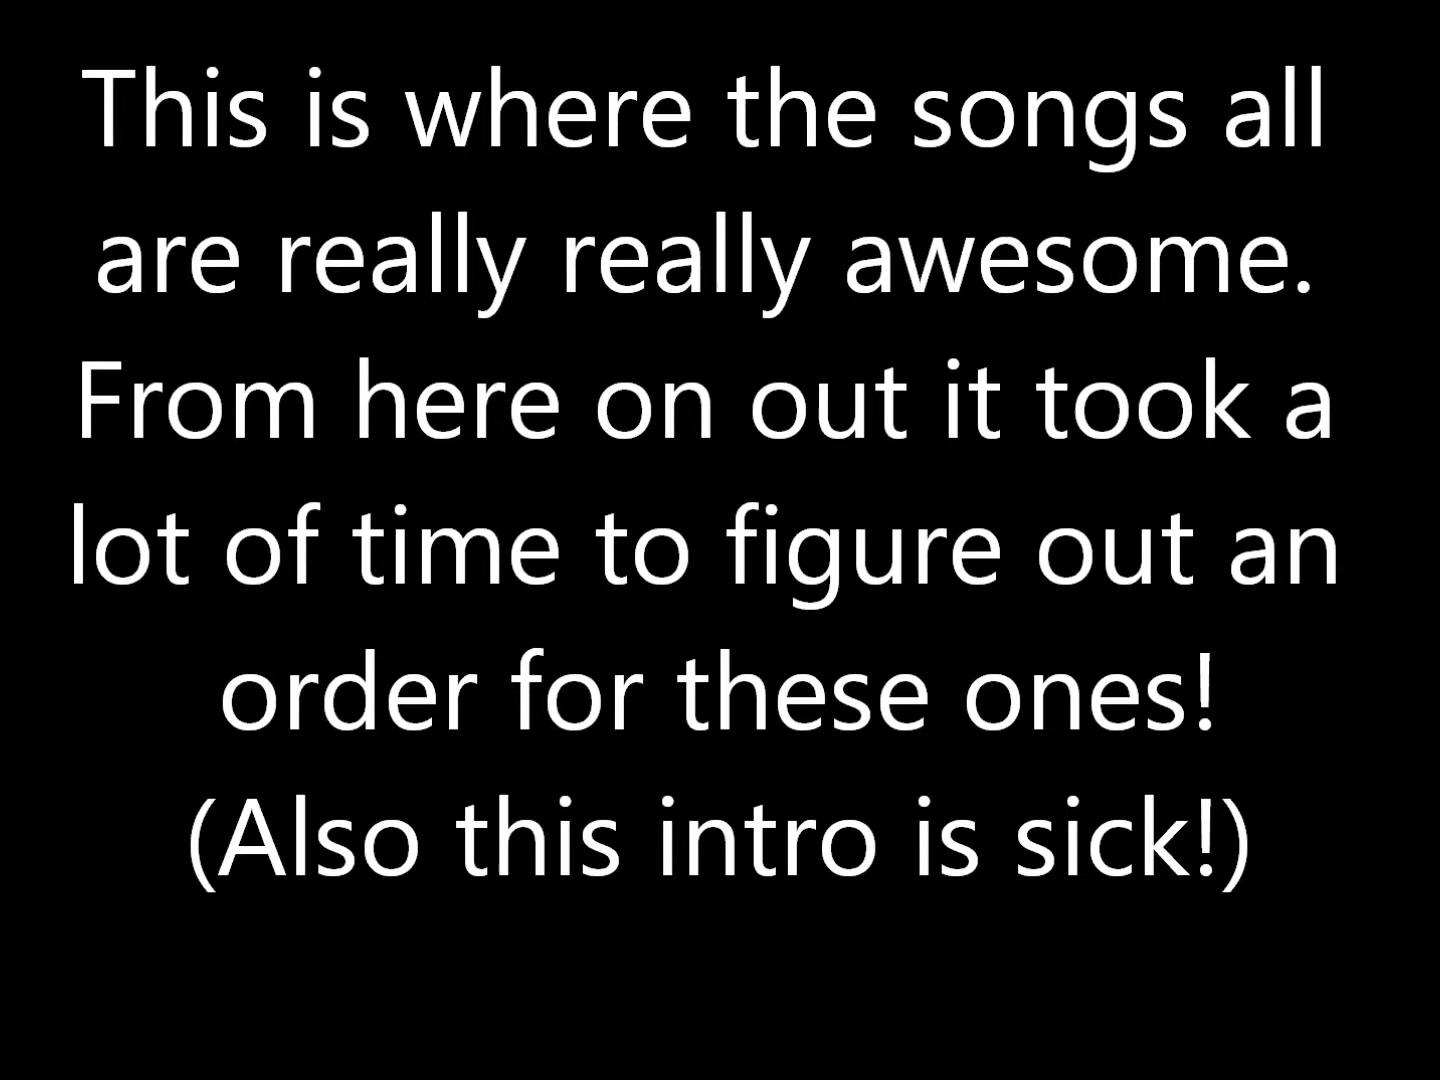 This is where the songs all
are really really awesome.
From here on out it took a
lot of time to figure out an
order for these ones!
(Also this intro is sick!)